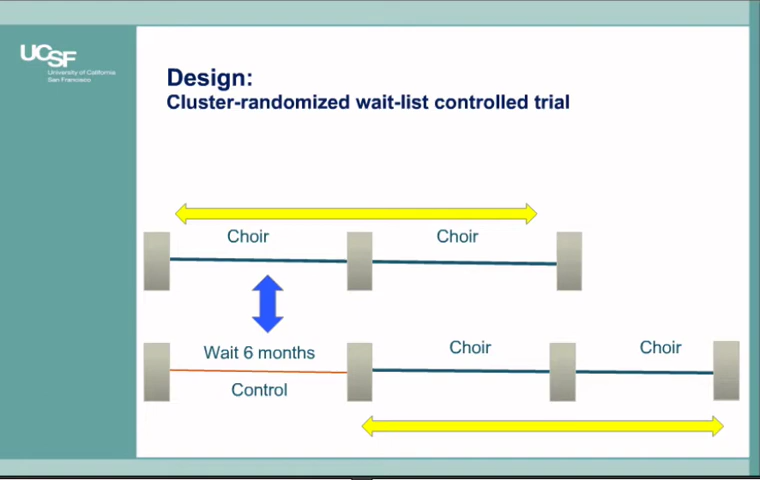 UCSF
University of California
San Francisco
Design:
Cluster-randomized wait-list controlled trial
Choir
Choir
Wait 6 months
Control
Choir
Choir